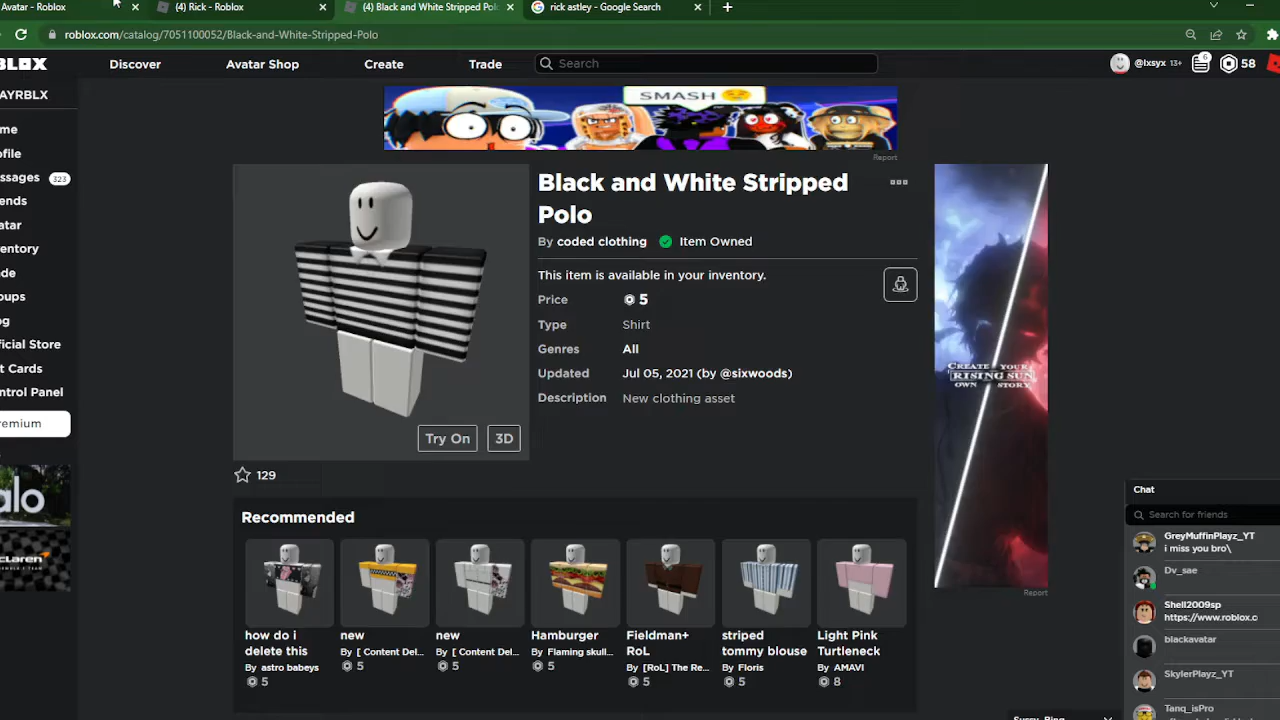 Avatar - Roblox
(4) Rick - Roblox
(4) Black and White Stripped Polo
rick astley - Google Search
roblox.com/catalog/7051100052/Black-and-White-Stripped-Polo
BLOX
Discover
Avatar Shop
Create
Trade
Search
@lxsyx 13+
6
58
AYRBLX
me
ofile
ssages 323
ends
atar
ventory
de
oups
og
ficial Store
t Cards
ntrol Panel
remium
alo
claren
SMASH
Report
Black and White Stripped
Polo
By coded clothing Item Owned
This item is available in your inventory.
Price 5
Type Shirt
Genres All
Updated Jul 05, 2021 (by @sixwoods)
Description New clothing asset
Try On
3D
129
CREATE YOUR
RISING SUN
OWN STORY
Report
Recommended
how do i
delete this
By astro babeys
5
new
By [ Content Del...
5
new
By [ Content Del...
5
Hamburger
By Flaming skull...
5
Fieldman+
RoL
By [RoL] The Re...
5
striped
tommy blouse
By Floris
5
Light Pink
Turtleneck
By AMAVI
8
Chat
Search for friends
GreyMuffinPlayz_YT
i miss you bro\
Dv_sae
Shell2009sp
https://www.roblox.c
blackavatar
SkylerPlayz_YT
Tanq_isPro